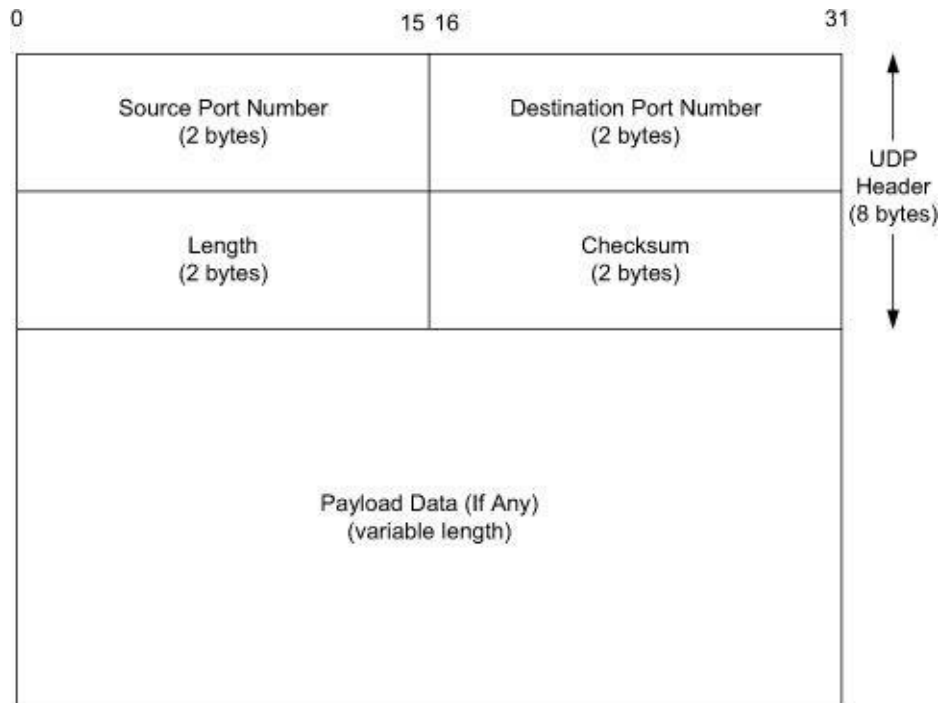 0
15 16
31
Source Port Number
(2 bytes)
Destination Port Number
(2 bytes)
UDP
Header
(8 bytes)
Length
(2 bytes)
Checksum
(2 bytes)
Payload Data (If Any)
(variable length)